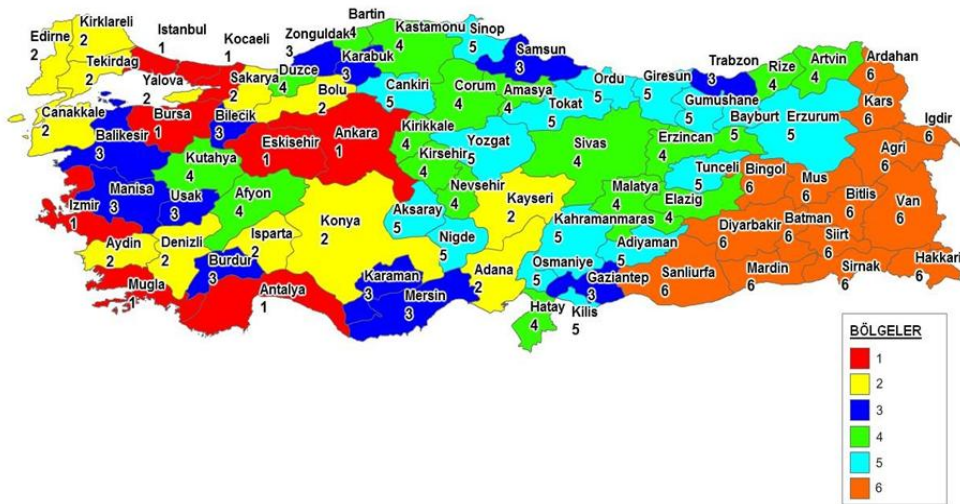 Edirne
2
Kirklareli
2
Tekirdag
2
Istanbul
1
Kocaeli
1
Yalova
2
Sakarya
2
Duzce
4
Zonguldak
3
Bartin
4
Karabuk
3
Kastamonu
4
Sinop
5
Samsun
3
Ordu
5
Giresun
5
Trabzon
3
Rize
4
Artvin
4
Ardahan
6
Kars
6
Igdir
6
Canakkale
2
Balikesir
3
Bursa
1
Bilecik
3
Bolu
2
Cankiri
5
Corum
4
Amasya
4
Tokat
5
Gumushane
5
Bayburt
5
Erzurum
5
Agri
6
Eskisehir
1
Ankara
1
Kirikkale
4
Kirsehir
4
Yozgat
5
Sivas
4
Erzincan
4
Tunceli
5
Bingol
6
Mus
6
Bitlis
6
Van
6
Kutahya
4
Manisa
3
Usak
3
Afyon
4
Izmir
1
Konya
2
Aksaray
5
Nevsehir
4
Kayseri
2
Nigde
5
Malatya
4
Elazig
4
Kahramanmaras
5
Adiyaman
5
Diyarbakir
6
Batman
6
Siirt
6
Aydin
2
Denizli
2
Isparta
2
Burdur
3
Mugla
1
Antalya
1
Karaman
3
Mersin
3
Adana
2
Osmaniye
5
Gaziantep
3
Hatay
4
Kilis
5
Sanliurfa
6
Mardin
6
Sirnak
6
Hakkari
6
BÖLGELER
1
2
3
4
5
6